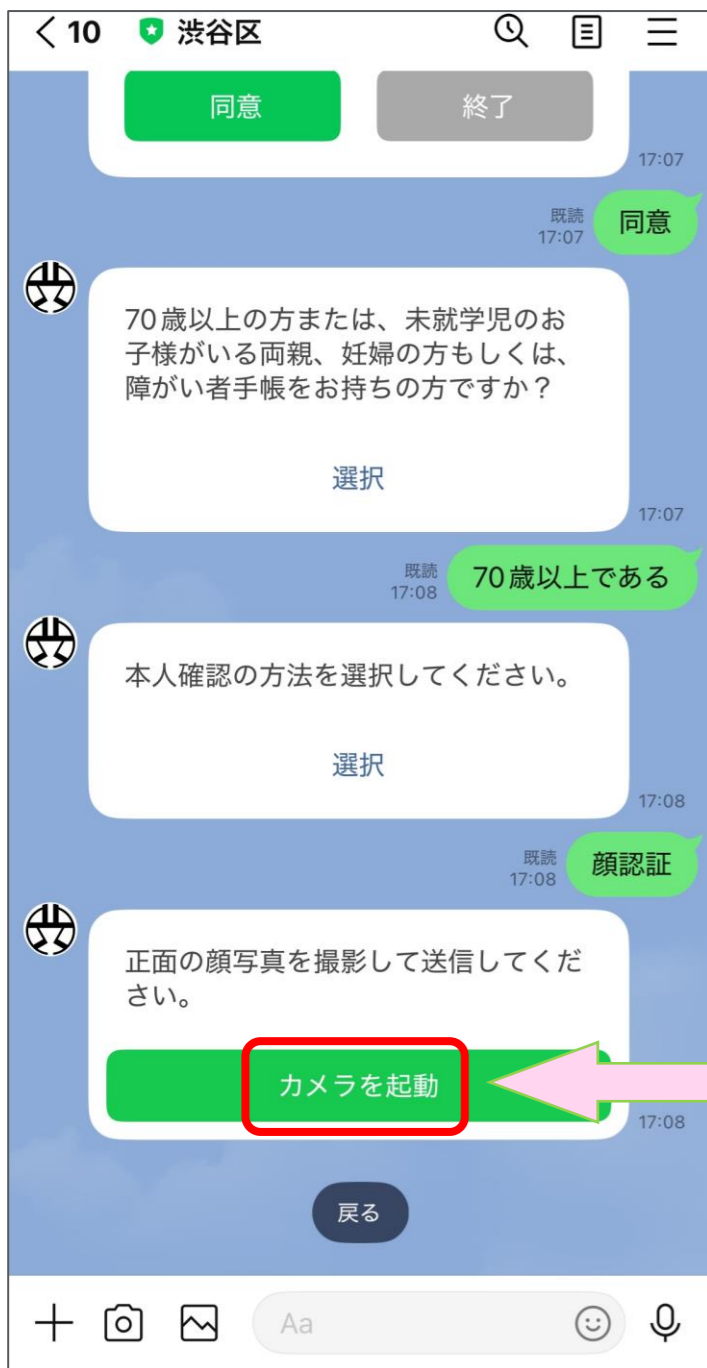 10 渋谷区
同意 終了
17:07
既読
17:07
同意
70歳以上の方または、未就学児のお
子様がいる両親、妊婦の方もしくは、
障がい者手帳をお持ちの方ですか？
選択
17:07
既読
17:08
70歳以上である
本人確認の方法を選択してください。
選択
17:08
既読
17:08
顔認証
正面の顔写真を撮影して送信してくだ
さい。
カメラを起動
17:08
戻る
Aa